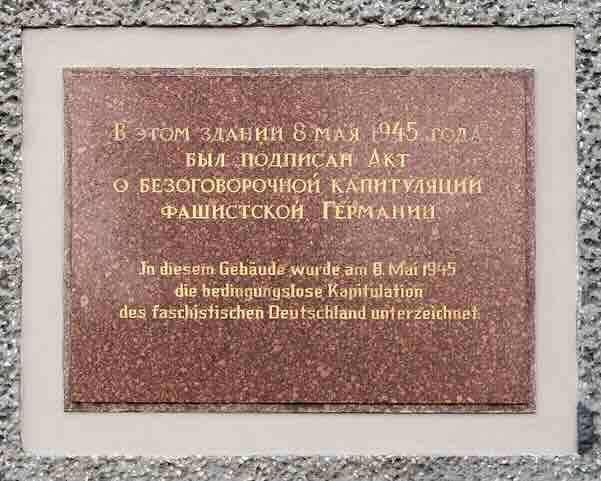 В этом здании 8 мая 1945 года
был подписан Акт
о безоговорочной капитуляции
фашистской Германии
In diesem Gebäude wurde am 8. Mai 1945
die bedingungslose Kapitulation
des faschistischen Deutschland unterzeichnet